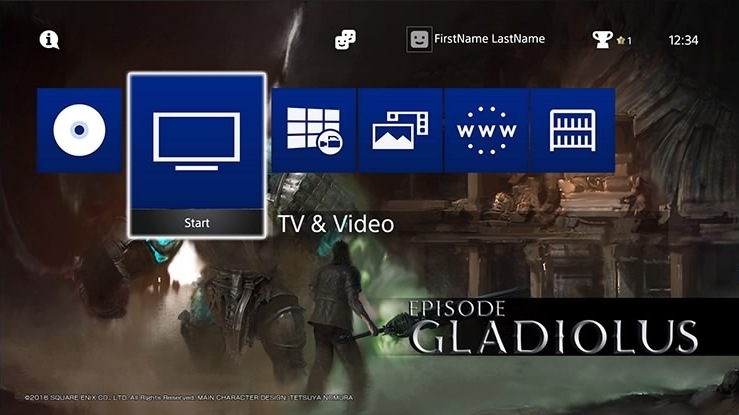 FirstName LastName
1
12:34
WWW
Start
TV & Video
EPISODE
GLADIOLUS
©2016 SQUARE ENIX CO., LTD. All Rights Reserved. MAIN CHARACTER DESIGN : TETSUYA NOMURA